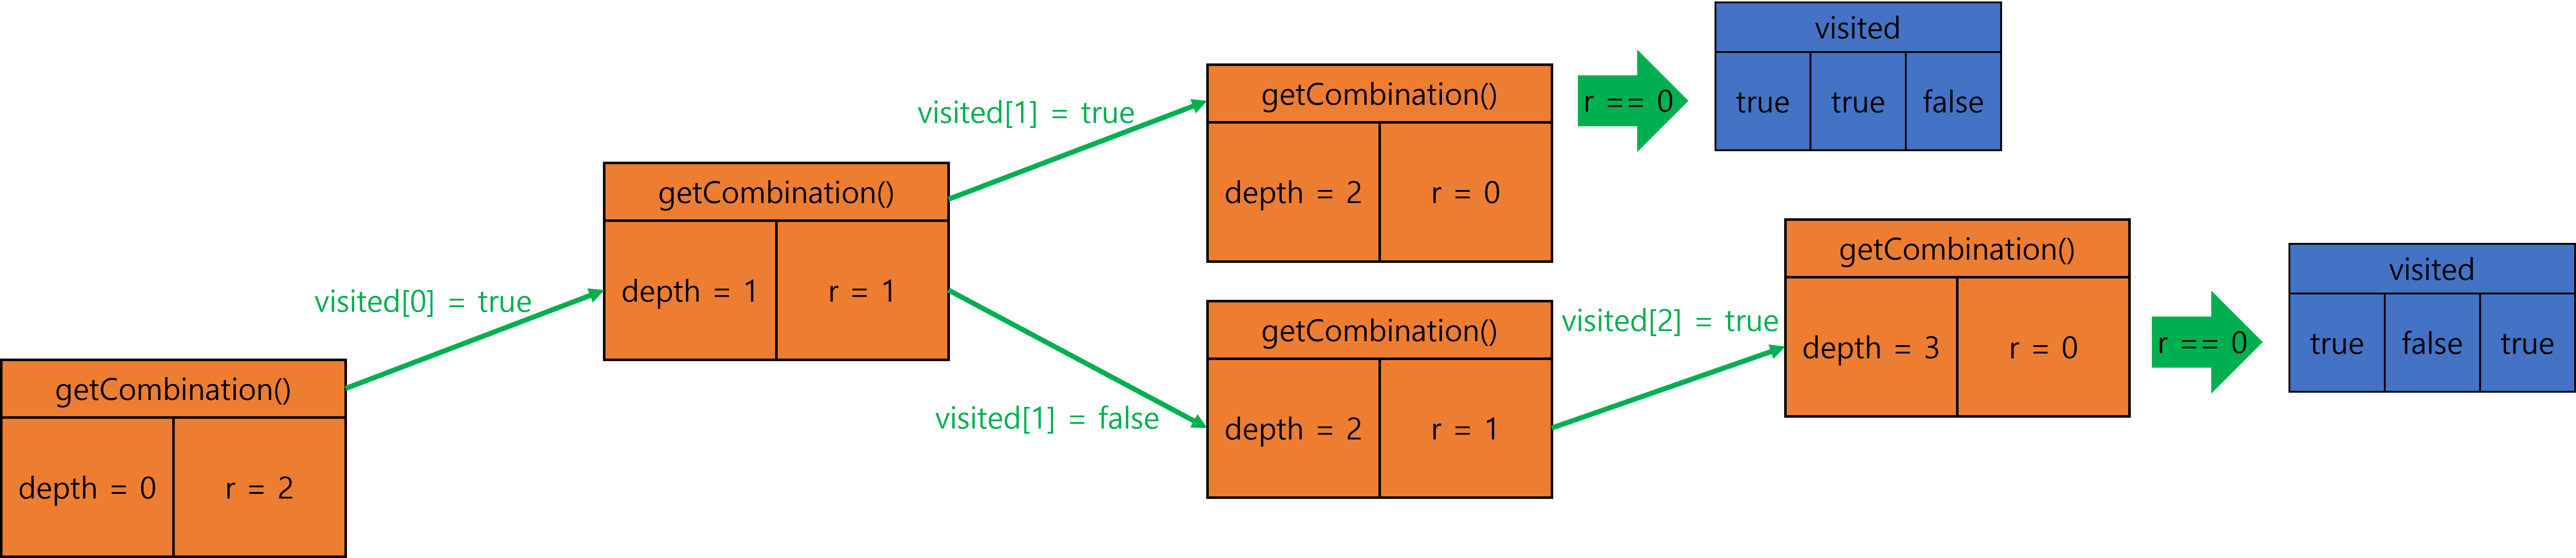 getCombination()
depth = 0
r = 2
visited[0] = true
getCombination()
depth = 1
r = 1
visited[1] = true
getCombination()
depth = 2
r = 0
r == 0
visited
true
true
false
visited[1] = false
getCombination()
depth = 2
r = 1
visited[2] = true
getCombination()
depth = 3
r = 0
r == 0
visited
true
false
true